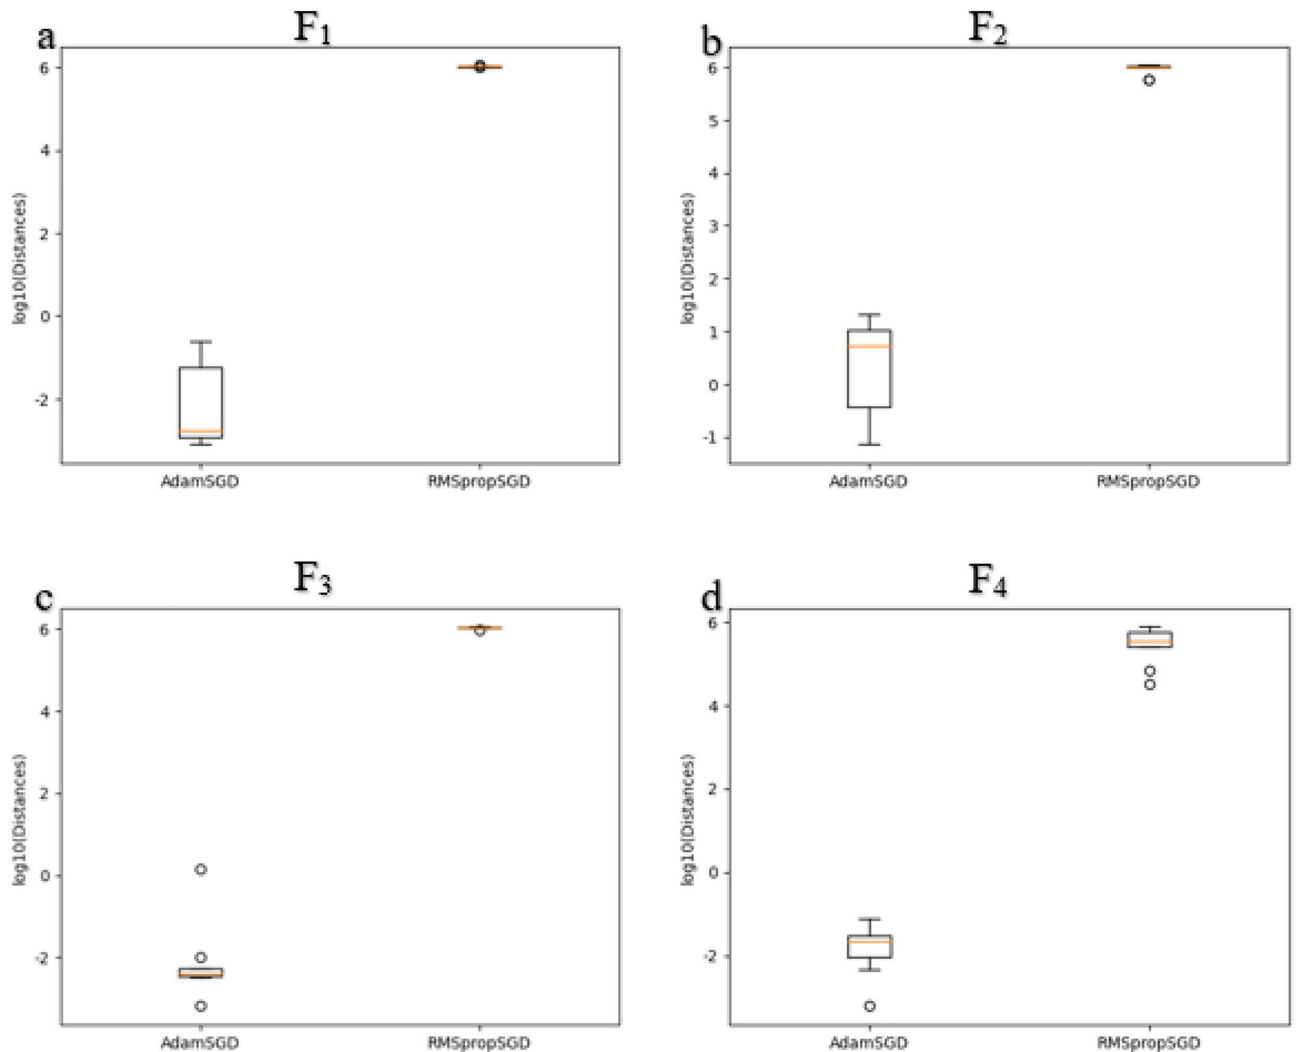 a
F₁
6
4
2
0
-2
log10(Distances)
AdamSGD
RMSpropSGD
b
F₂
6
5
4
3
2
1
0
-1
log10(Distances)
AdamSGD
RMSpropSGD
c
F₃
6
4
2
0
-2
log10(Distances)
AdamSGD
RMSpropSGD
d
F₄
6
4
2
0
-2
log10(Distances)
AdamSGD
RMSpropSGD